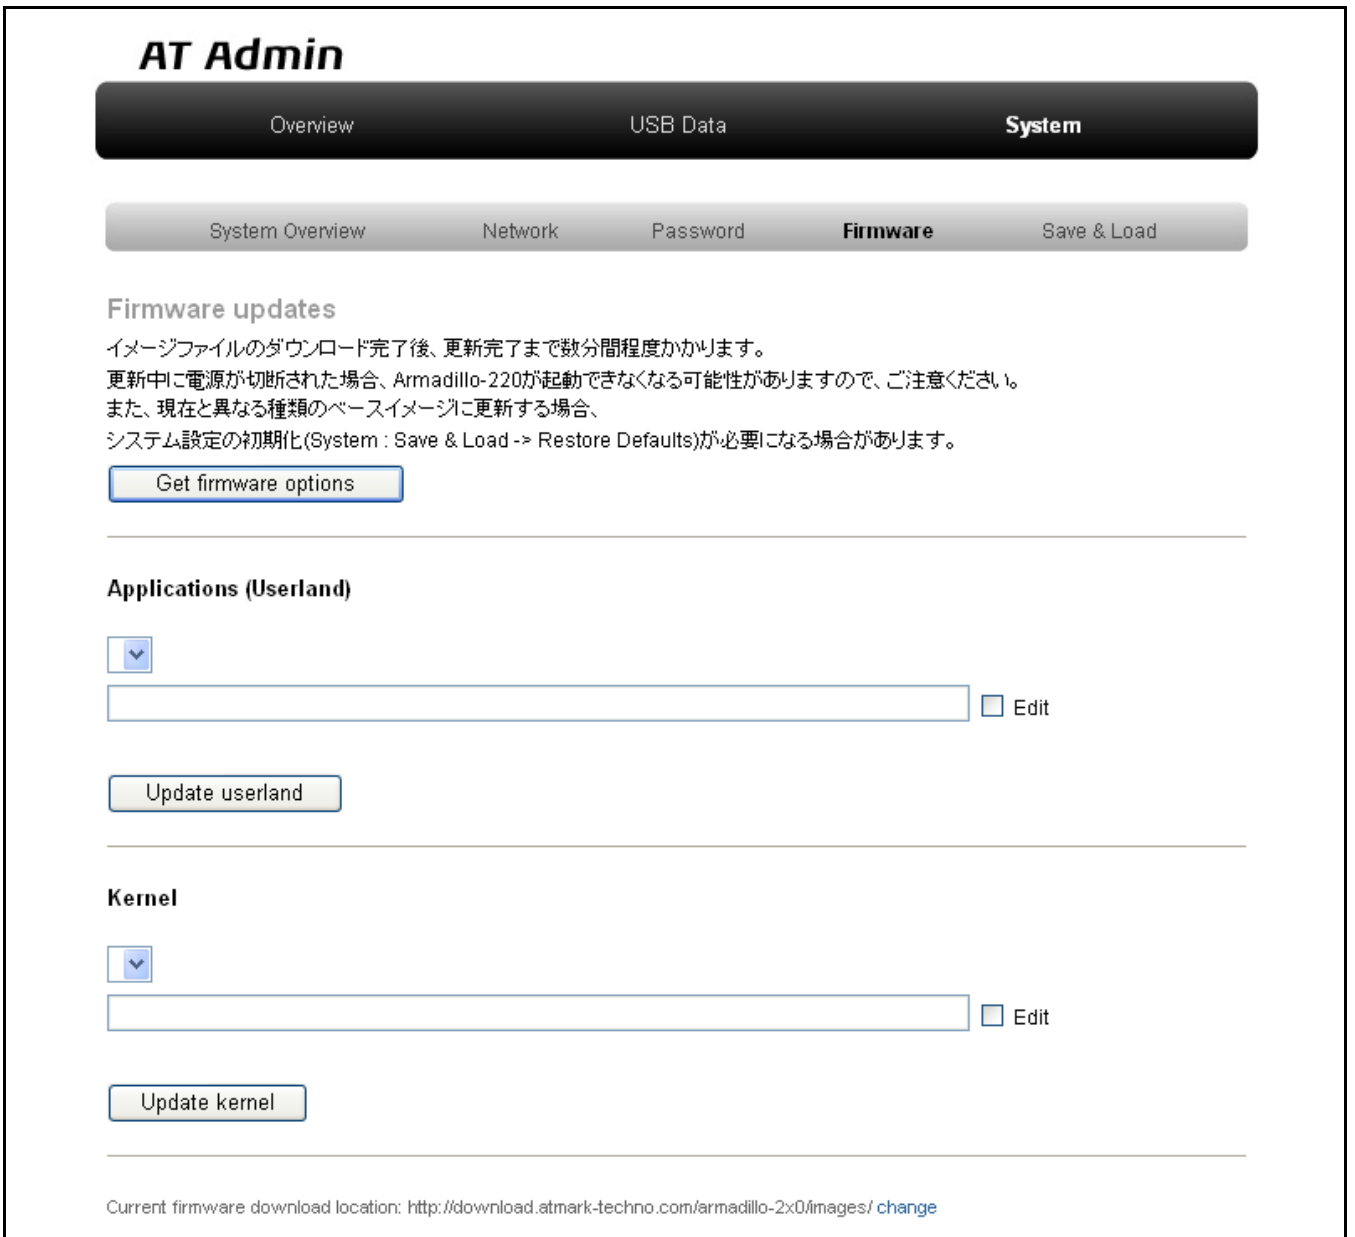 AT Admin
Overview USB Data System
System Overview Network Password Firmware Save & Load
Firmware updates
イメージファイルのダウンロード完了後、更新完了まで数分間程度かかります。
更新中に電源が切断された場合、Armadillo-220が起動できなくなる可能性がありますので、ご注意ください。
また、現在と異なる種類のベースイメージに更新する場合、
システム設定の初期化(System : Save & Load -> Restore Defaults)が必要になる場合があります。
Get firmware options
Applications (Userland)
Edit
Update userland
Kernel
Edit
Update kernel
Current firmware download location: http://download.atmark-techno.com/armadillo-2x0/images/ change